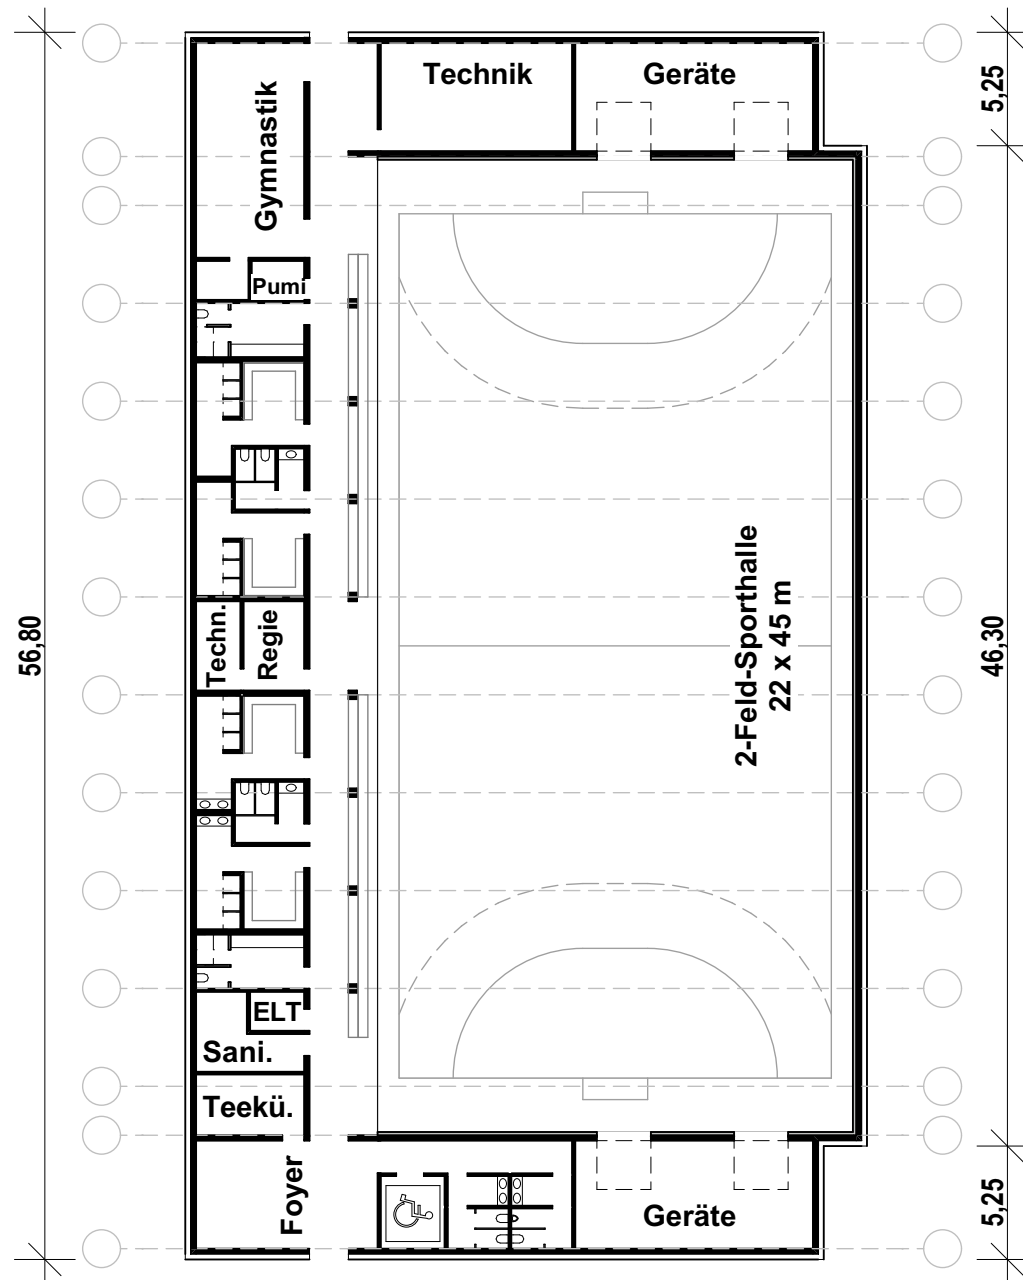 Technik
Geräte
5,25
Gymnastik
Pumi
56,80
Techn.
Regie
2-Feld-Sporthalle
22 x 45 m
46,30
ELT
Sani.
Teekü.
Foyer
Geräte
5,25